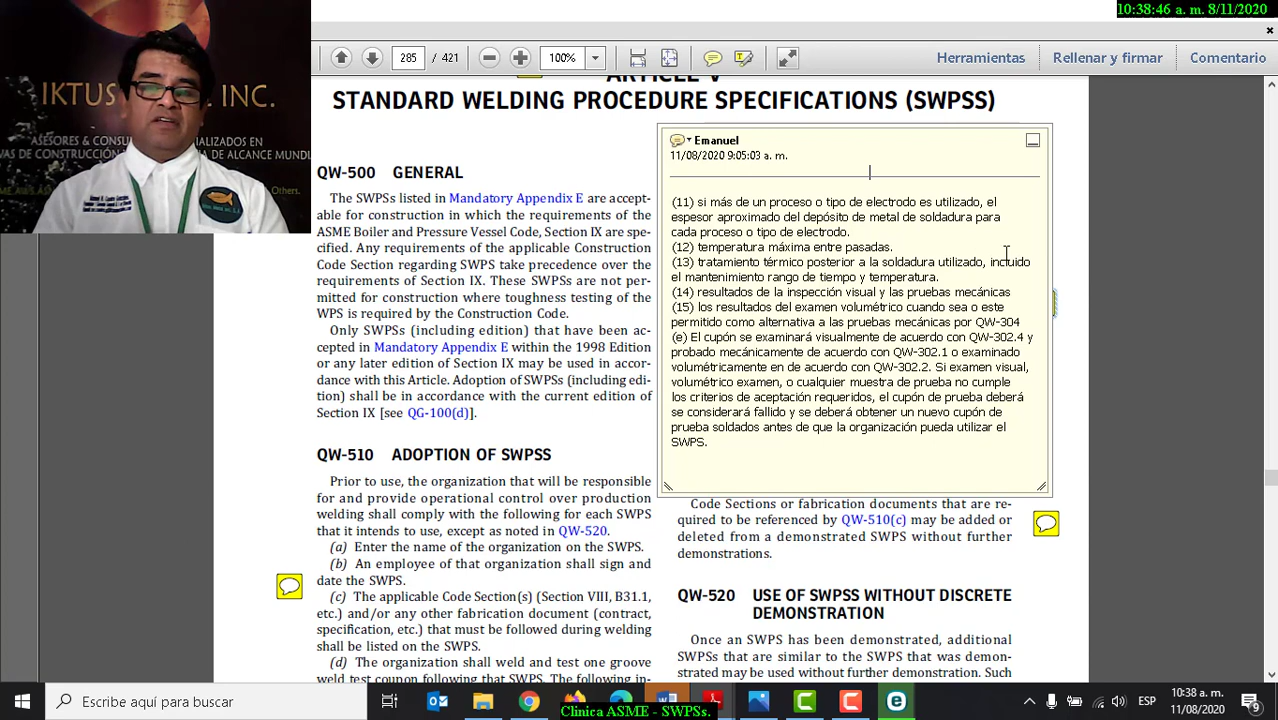 10:38:46 a. m. 8/11/2020
IKTUS
INC.
ASESORES & CONSU
IALIZADOS EN
VAS DE CONSTRUCCIÓN
DE ALCANCE MUND
Others.
285 / 421
100%
Herramientas
Rellenar y firmar
Comentario
ARTICLE V
STANDARD WELDING PROCEDURE SPECIFICATIONS (SWPSS)
QW-500 GENERAL
The SWPSs listed in Mandatory Appendix E are accept-
able for construction in which the requirements of the
ASME Boiler and Pressure Vessel Code, Section IX are spe-
cified. Any requirements of the applicable Construction
Code Section regarding SWPS take precedence over the
requirements of Section IX. These SWPSs are not per-
mitted for construction where toughness testing of the
WPS is required by the Construction Code.
Only SWPSs (including edition) that have been ac-
cepted in Mandatory Appendix E within the 1998 Edition
or any later edition of Section IX may be used in accor-
dance with this Article. Adoption of SWPSs (including edi-
tion) shall be in accordance with the current edition of
Section IX [see QG-100(d)].
QW-510 ADOPTION OF SWPSS
Prior to use, the organization that will be responsible
for and provide operational control over production
welding shall comply with the following for each SWPS
that it intends to use, except as noted in QW-520.
(a) Enter the name of the organization on the SWPS.
(b) An employee of that organization shall sign and
date the SWPS.
(c) The applicable Code Section(s) (Section VIII, B31.1,
etc.) and/or any other fabrication document (contract,
specification, etc.) that must be followed during welding
shall be listed on the SWPS.
(d) The organization shall weld and test one groove
weld test coupon following that SWPS. The following in-
Emanuel
11/08/2020 9:05:03 a. m.
(11) si más de un proceso o tipo de electrodo es utilizado, el
espesor aproximado del depósito de metal de soldadura para
cada proceso o tipo de electrodo.
(12) temperatura máxima entre pasadas.
(13) tratamiento térmico posterior a la soldadura utilizado, incluido
el mantenimiento rango de tiempo y temperatura.
(14) resultados de la inspección visual y las pruebas mecánicas
(15) los resultados del examen volumétrico cuando sea o este
permitido como alternativa a las pruebas mecánicas por QW-304
(e) El cupón se examinará visualmente de acuerdo con QW-302.4 y
probado mecánicamente de acuerdo con QW-302.1 o examinado
volumétricamente en de acuerdo con QW-302.2. Si examen visual,
volumétrico examen, o cualquier muestra de prueba no cumple
los criterios de aceptación requeridos, el cupón de prueba deberá
se considerará fallido y se deberá obtener un nuevo cupón de
prueba soldados antes de que la organización pueda utilizar el
SWPS.
Code Sections or fabrication documents that are re-
quired to be referenced by QW-510(c) may be added or
deleted from a demonstrated SWPS without further
demonstrations.
QW-520 USE OF SWPSS WITHOUT DISCRETE
DEMONSTRATION
Once an SWPS has been demonstrated, additional
SWPSs that are similar to the SWPS that was demon-
strated may be used without further demonstration. Such
Escribe aquí para buscar
ESP
10:38 a. m.
11/08/2020
9
Clinica ASME - SWPSs.